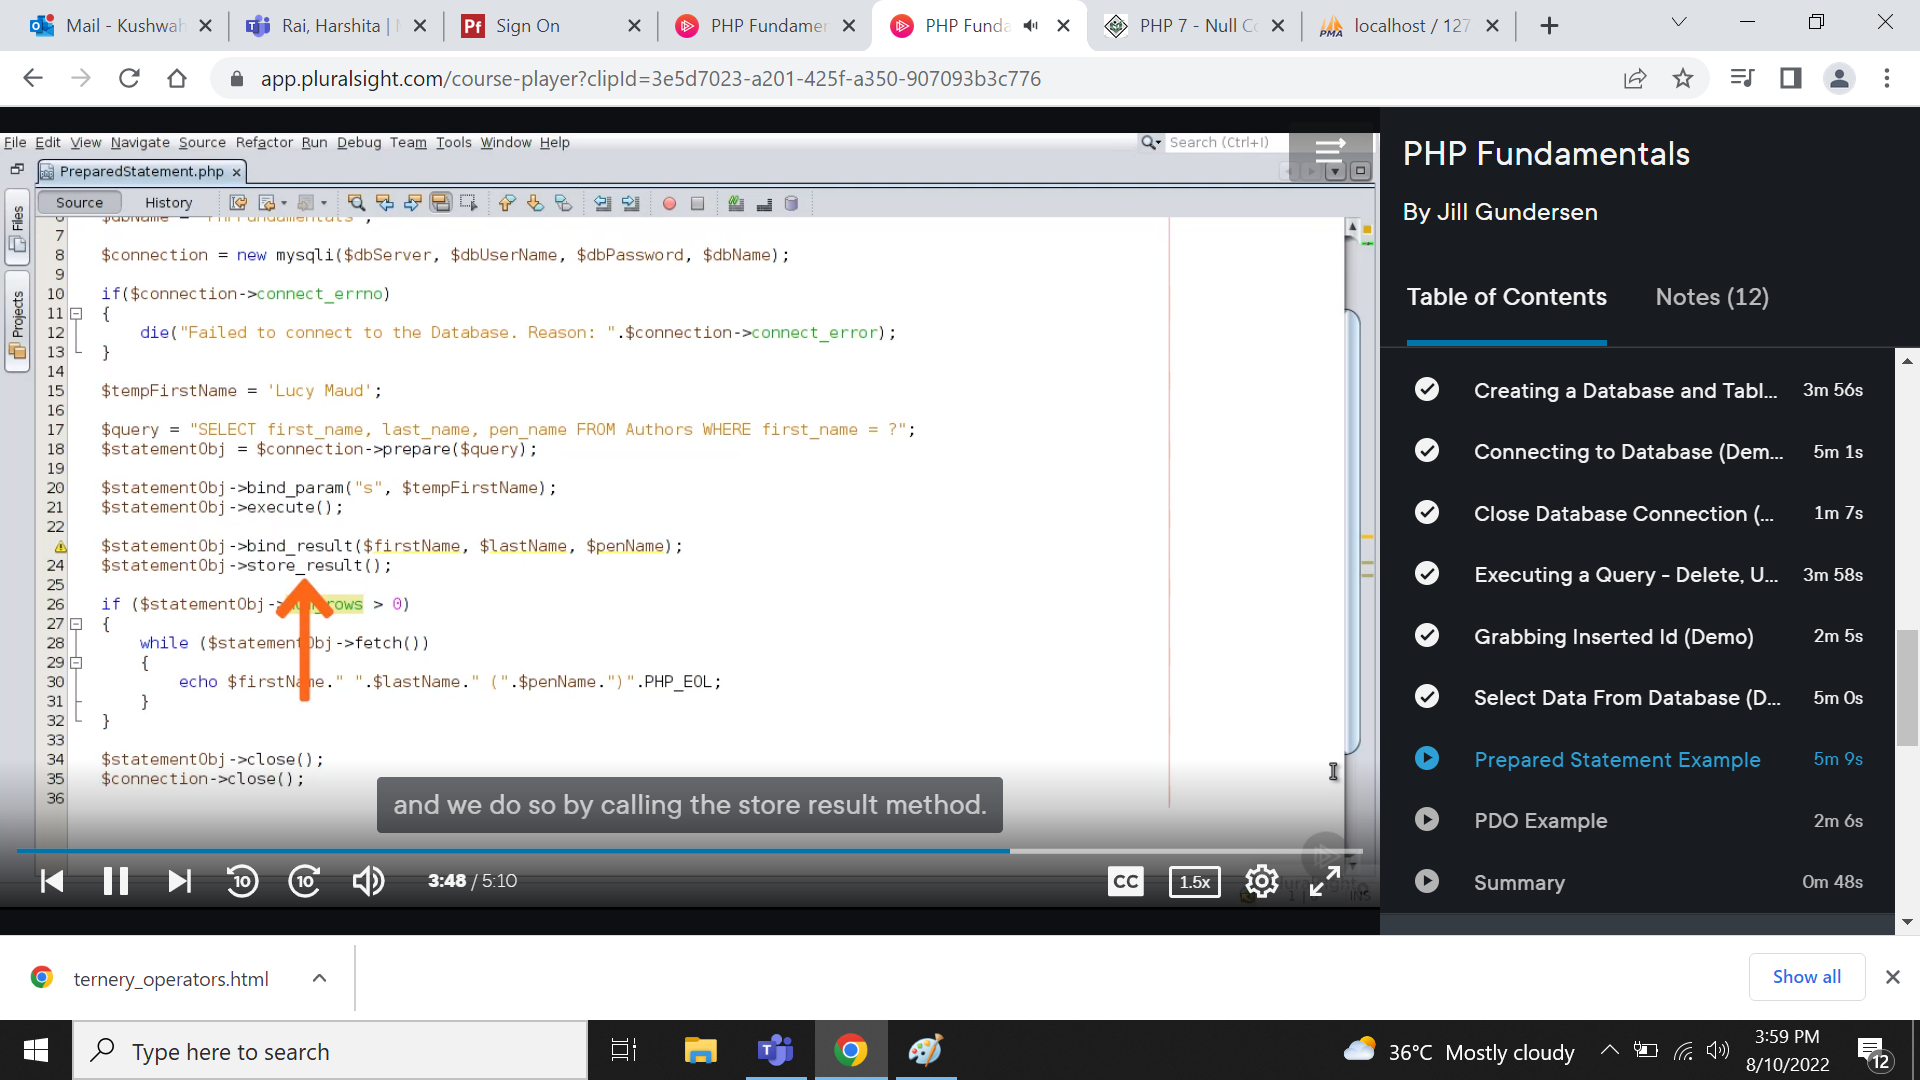 Mail - Kushwah
Rai, Harshita |
Sign On
PHP Fundamen
PHP Funda
PHP 7 - Null Co
localhost / 127
app.pluralsight.com/course-player?clipId=3e5d7023-a201-425f-a350-907093b3c776
File Edit View Navigate Source Refactor Run Debug Team Tools Window Help
Search (Ctrl+I)
PreparedStatement.php
Source History
Files
Projects
7
8 $connection = new mysqli($dbServer, $dbUserName, $dbPassword, $dbName);
9
10 if($connection->connect_errno)
11 {
12 die("Failed to connect to the Database. Reason: ".$connection->connect_error);
13 }
14
15 $tempFirstName = 'Lucy Maud';
16
17 $query = "SELECT first_name, last_name, pen_name FROM Authors WHERE first_name = ?";
18 $statementObj = $connection->prepare($query);
19
20 $statementObj->bind_param("s", $tempFirstName);
21 $statementObj->execute();
22
$statementObj->bind_result($firstName, $lastName, $penName);
24 $statementObj->store_result();
25
26 if ($statementObj->num_rows > 0)
27 {
28 while ($statementObj->fetch())
29 {
30 echo $firstName." ".$lastName." (".$penName.")".PHP_EOL;
31 }
32 }
33
34 $statementObj->close();
35 $connection->close();
36
and we do so by calling the store result method.
10
10
3:48 / 5:10
CC
1.5x
PHP Fundamentals
By Jill Gundersen
Table of Contents
Notes (12)
Creating a Database and Tabl... 3m 56s
Connecting to Database (Dem... 5m 1s
Close Database Connection (... 1m 7s
Executing a Query - Delete, U... 3m 58s
Grabbing Inserted Id (Demo) 2m 5s
Select Data From Database (D... 5m 0s
Prepared Statement Example 5m 9s
PDO Example 2m 6s
Summary 0m 48s
ternery_operators.html
Show all
Type here to search
36°C Mostly cloudy
3:59 PM
8/10/2022
12